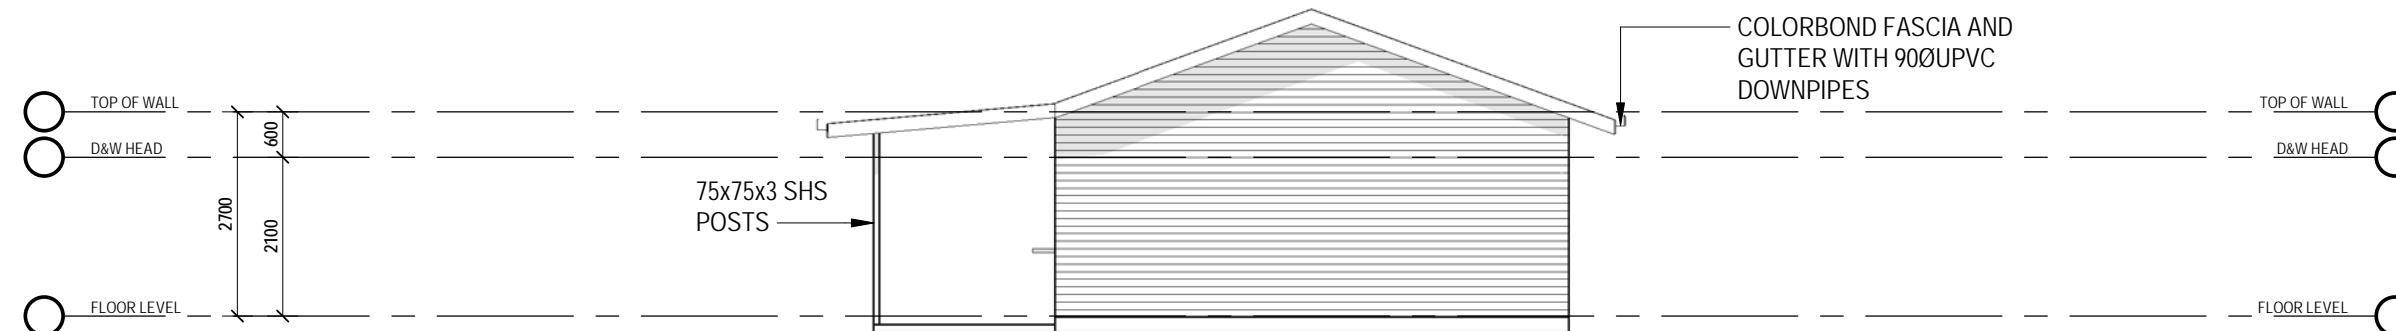 COLORBOND FASCIA AND
GUTTER WITH 90ØUPVC
DOWNPIPES
TOP OF WALL
TOP OF WALL
600
D&W HEAD
D&W HEAD
75x75x3 SHS
POSTS
2700
2100
FLOOR LEVEL
FLOOR LEVEL